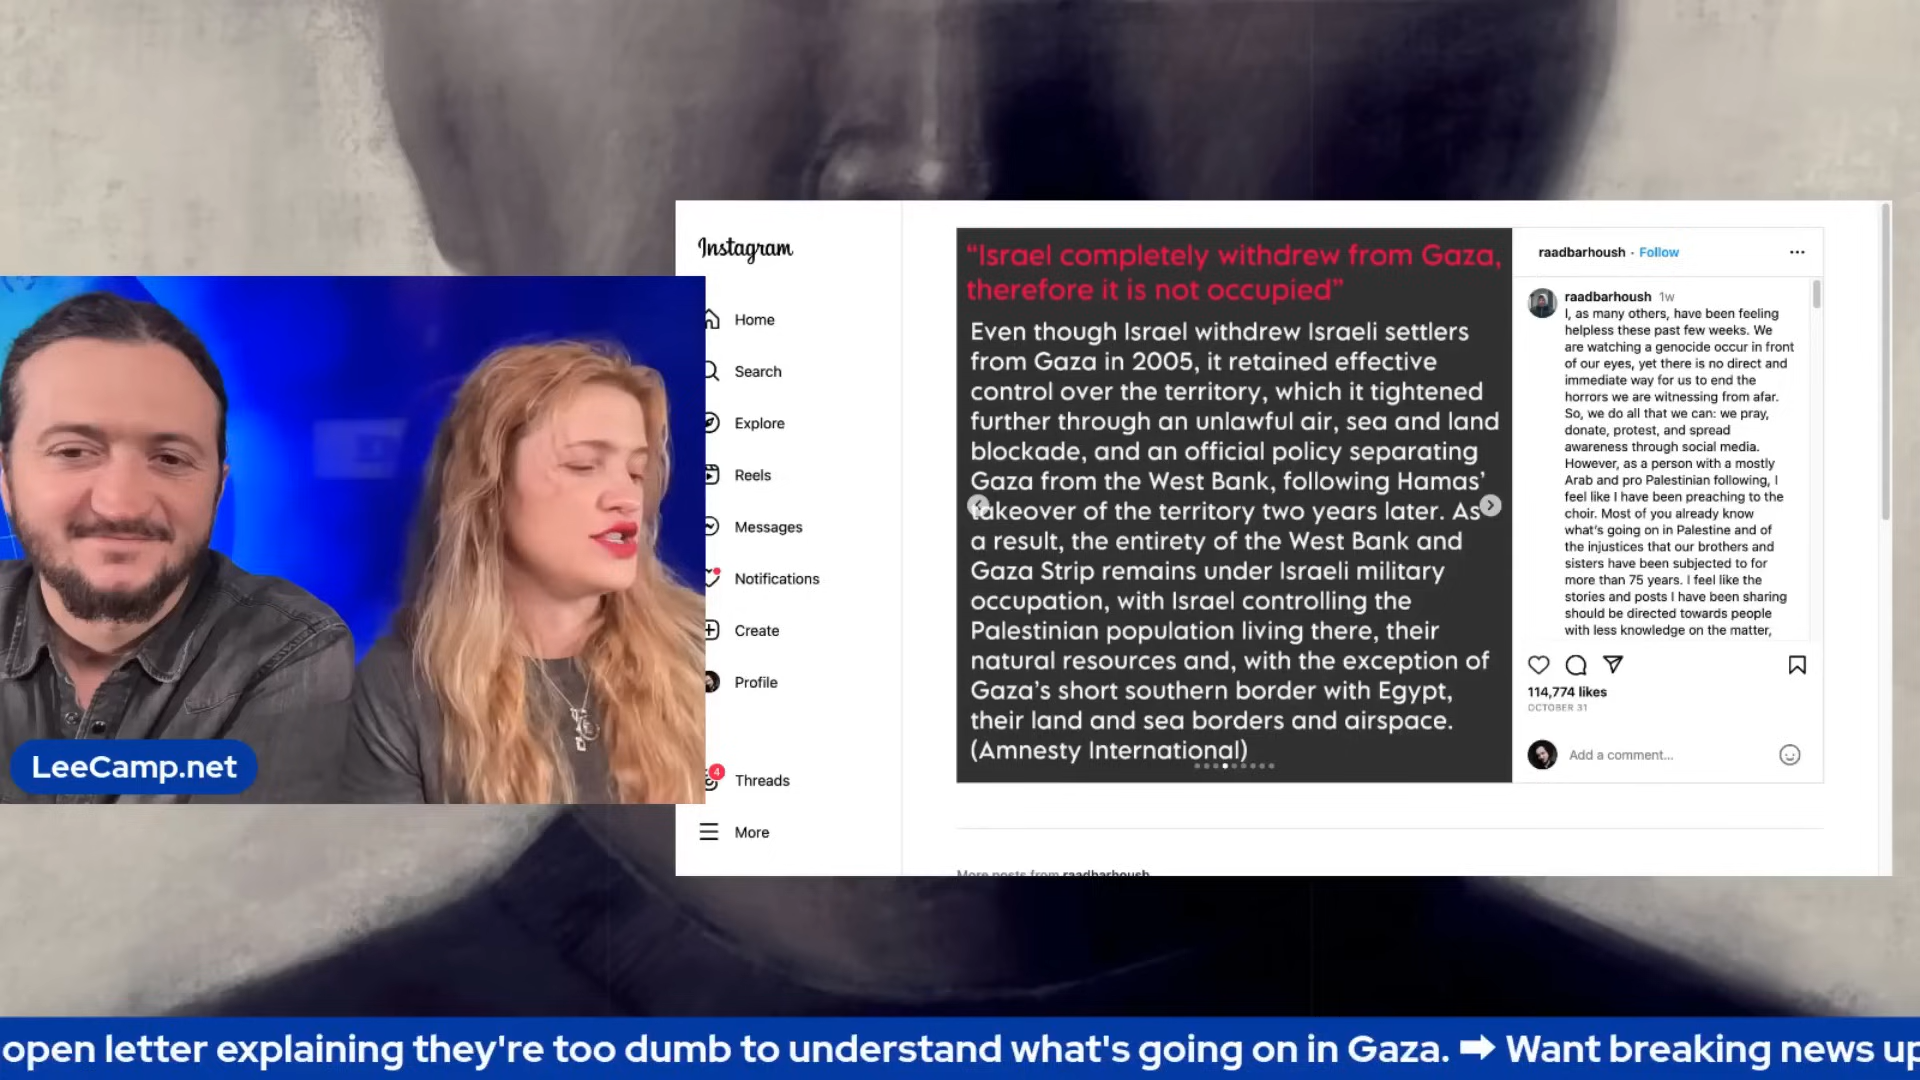 Instagram
Home
Search
Explore
Reels
Messages
Notifications
Create
Profile
4
Threads
More
“Israel completely withdrew from Gaza,
therefore it is not occupied”
Even though Israel withdrew Israeli settlers
from Gaza in 2005, it retained effective
control over the territory, which it tightened
further through an unlawful air, sea and land
blockade, and an official policy separating
Gaza from the West Bank, following Hamas’
takeover of the territory two years later. As
a result, the entirety of the West Bank and
Gaza Strip remains under Israeli military
occupation, with Israel controlling the
Palestinian population living there, their
natural resources and, with the exception of
Gaza’s short southern border with Egypt,
their land and sea borders and airspace.
(Amnesty International)
raadbarhoush · Follow
raadbarhoush 1w
I, as many others, have been feeling
helpless these past few weeks. We
are watching a genocide occur in front
of our eyes, yet there is no direct and
immediate way for us to end the
horrors we are witnessing from afar.
So, we do all that we can: we pray,
donate, protest, and spread
awareness through social media.
However, as a person with a mostly
Arab and pro Palestinian following, I
feel like I have been preaching to the
choir. Most of you already know
what’s going on in Palestine and of
the injustices that our brothers and
sisters have been subjected to for
more than 75 years. I feel like the
stories and posts I have been sharing
should be directed towards people
with less knowledge on the matter,
114,774 likes
OCTOBER 31
Add a comment...
More posts from raadbarhoush
LeeCamp.net
open letter explaining they're too dumb to understand what's going on in Gaza. ➡ Want breaking news up